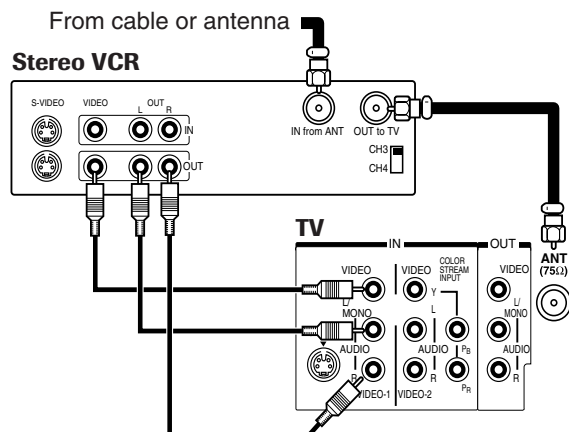 From cable or antenna
Stereo VCR
S-VIDEO VIDEO L OUT R
IN
OUT
IN from ANT OUT to TV
CH3
CH4
TV
IN OUT
ANT
(75Ω)
VIDEO VIDEO COLOR STREAM INPUT VIDEO
Y
L/
MONO
L
L/
MONO
AUDIO AUDIO PB AUDIO
R R PR R
VIDEO-1 VIDEO-2